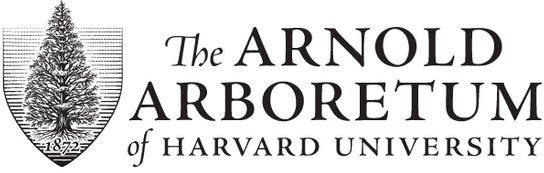 1872
The ARNOLD
ARBORETUM
of HARVARD UNIVERSITY